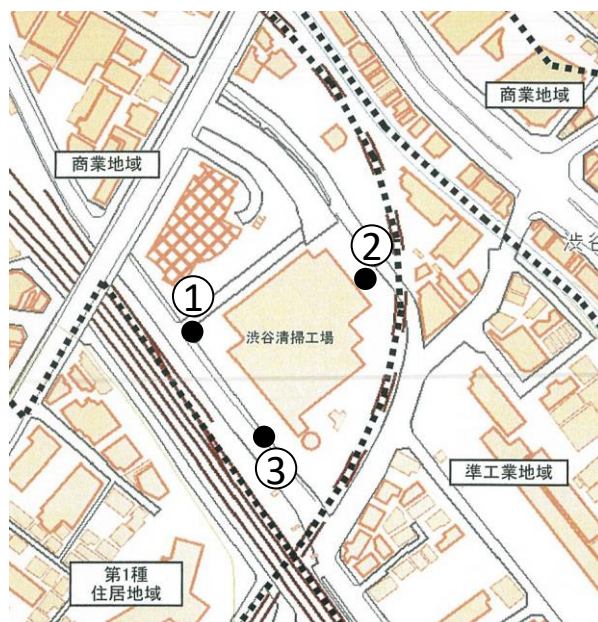 商業地域
商業地域
渋谷
②
①
渋谷清掃工場
③
準工業地域
第1種
住居地域